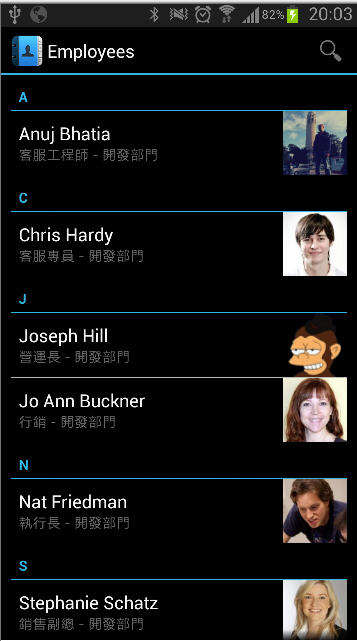 82% 20:03
Employees
A
Anuj Bhatia
客服工程師 - 開發部門
C
Chris Hardy
客服專員 - 開發部門
J
Joseph Hill
營運長 - 開發部門
Jo Ann Buckner
行銷 - 開發部門
N
Nat Friedman
執行長 - 開發部門
S
Stephanie Schatz
銷售副總 - 開發部門